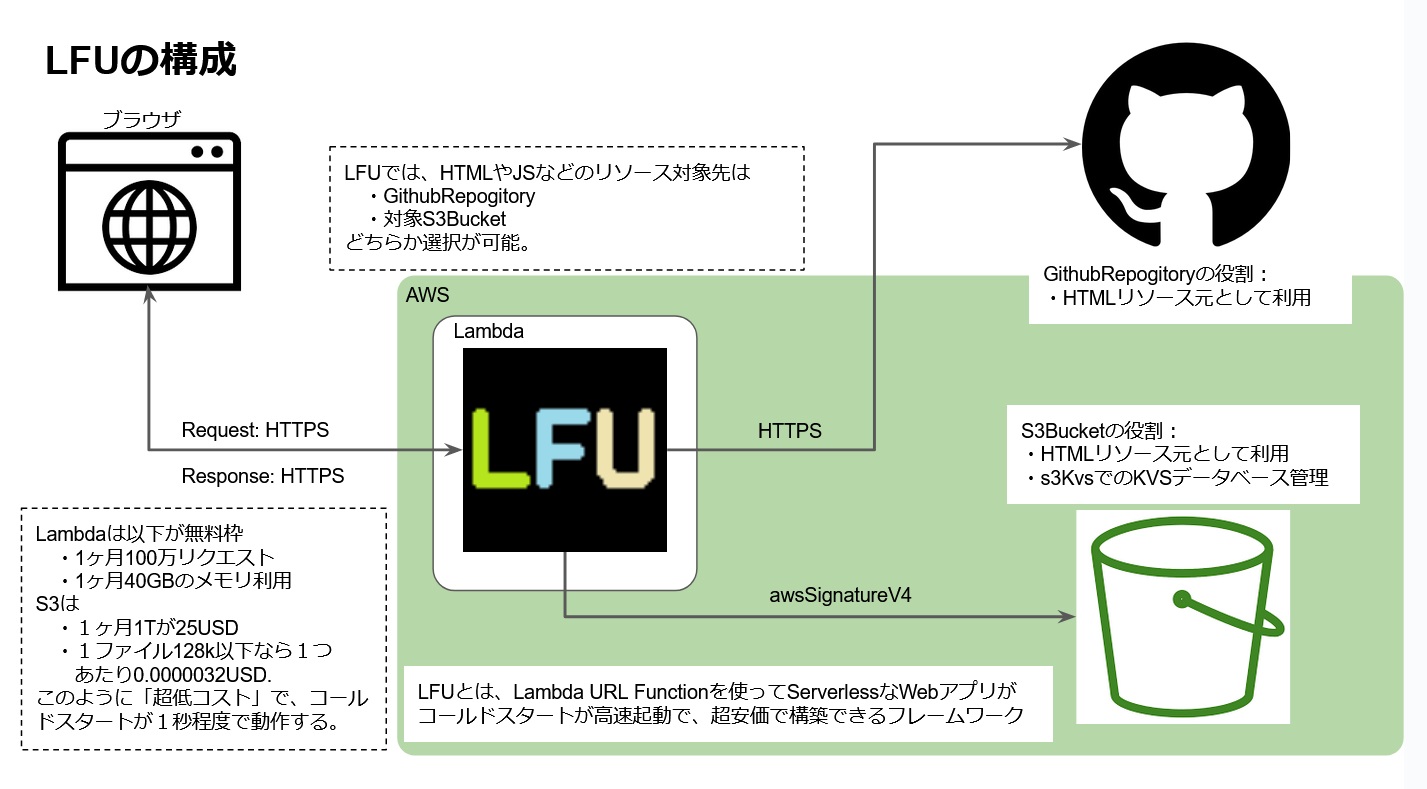 LFUの構成
ブラウザ
LFUでは、HTMLやJSなどのリソース対象先は
・GithubRepogitory
・対象S3Bucket
どちらか選択が可能。
GithubRepogitoryの役割：
・HTMLリソース元として利用
AWS
Lambda
LFU
Request: HTTPS
Response: HTTPS
HTTPS
S3Bucketの役割：
・HTMLリソース元として利用
・s3KvsでのKVSデータベース管理
Lambdaは以下が無料枠
・1ヶ月100万リクエスト
・1ヶ月40GBのメモリ利用
S3は
・１ヶ月1Tが25USD
・１ファイル128k以下なら１つ
あたり0.0000032USD.
このように「超低コスト」で、コール
ドスタートが１秒程度で動作する。
awsSignatureV4
LFUとは、Lambda URL Functionを使ってServerlessなWebアプリが
コールドスタートが高速起動で、超安価で構築できるフレームワーク